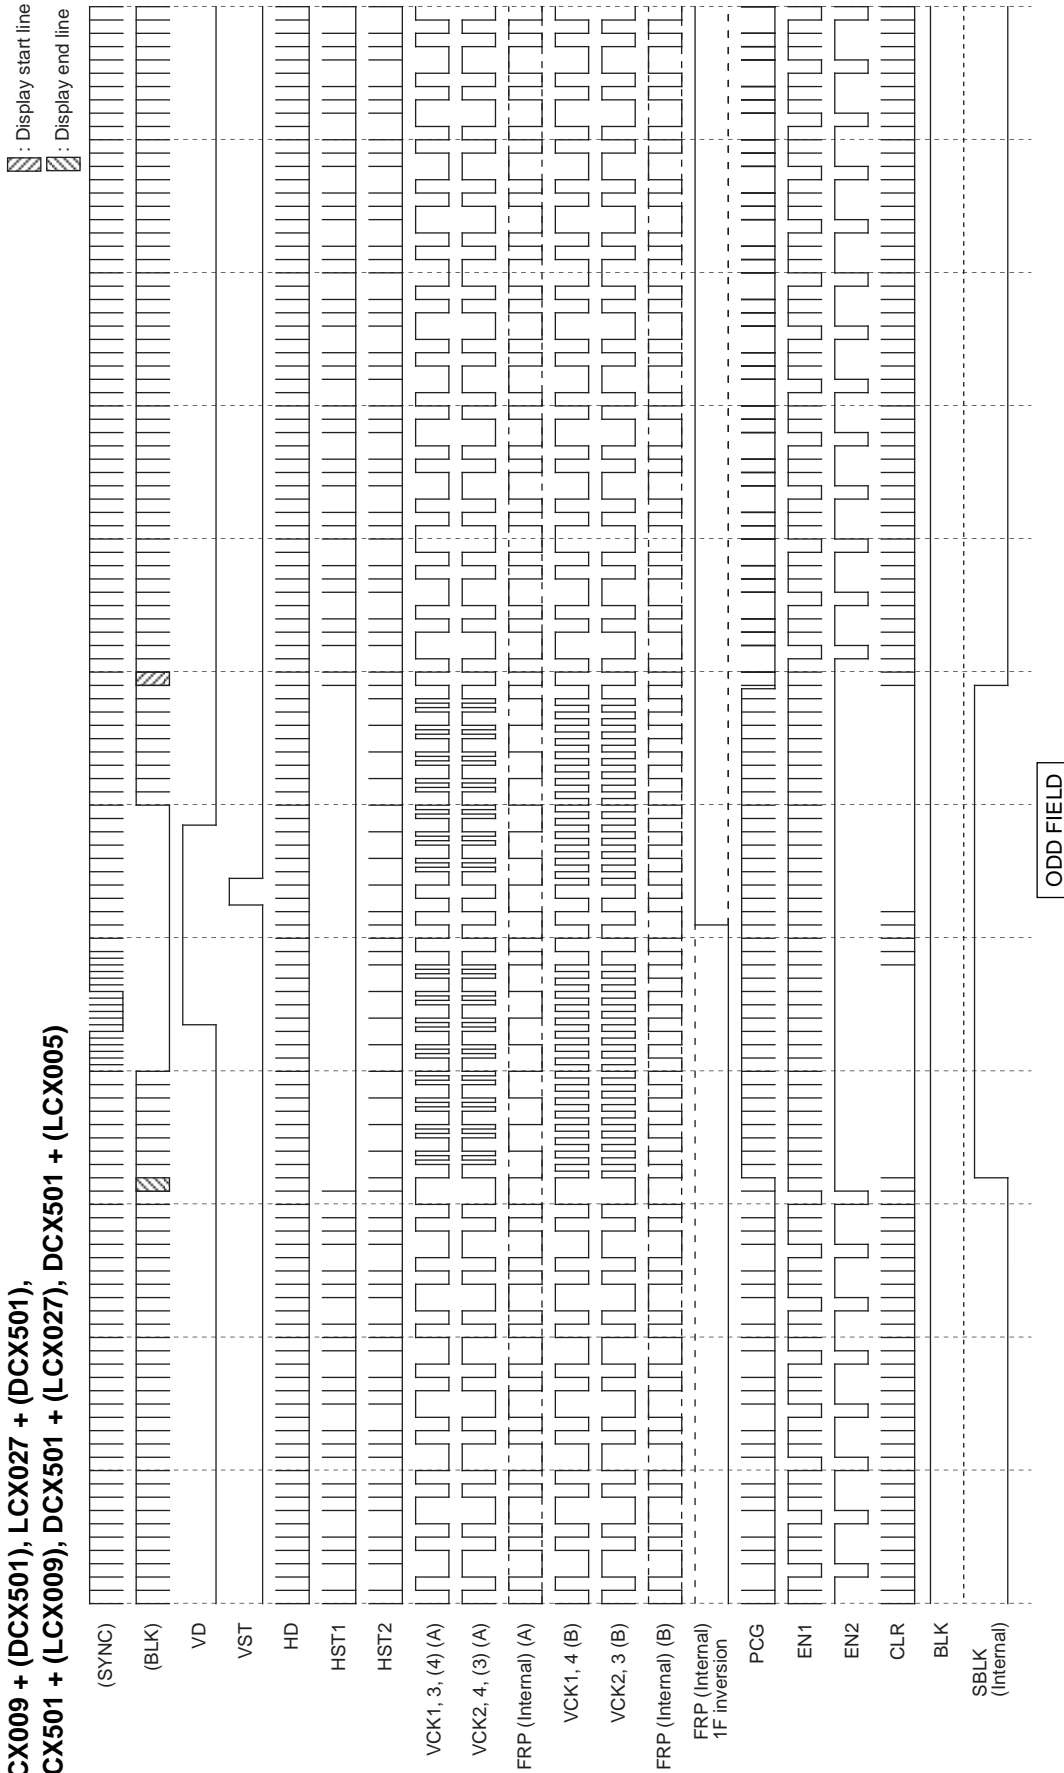 CX009 + (DCX501), LCX027 + (DCX501),
CX501 + (LCX009), DCX501 + (LCX027), DCX501 + (LCX005)
: Display start line
: Display end line
(SYNC)
(BLK)
VD
VST
HD
HST1
HST2
VCK1, 3, (4) (A)
VCK2, 4, (3) (A)
FRP (Internal) (A)
VCK1, 4 (B)
VCK2, 3 (B)
FRP (Internal) (B)
FRP (Internal)
1F inversion
PCG
EN1
EN2
CLR
BLK
SBLK
(Internal)
ODD FIELD